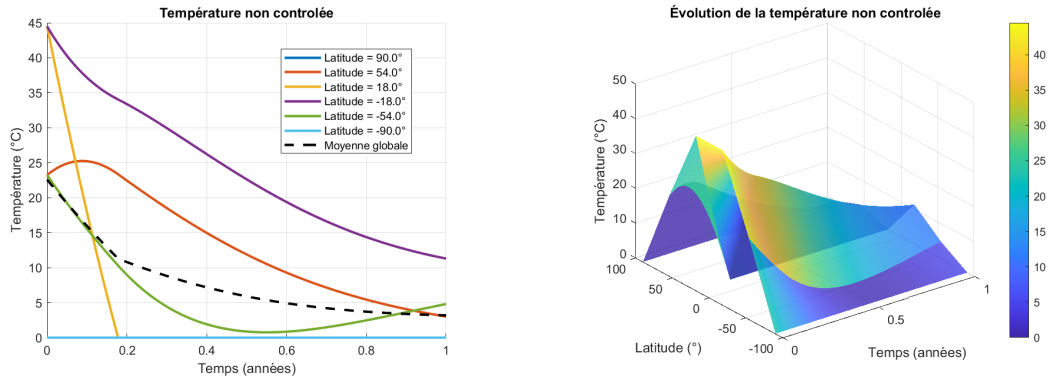 Température non controlée
45
40
35
30
25
20
15
10
5
0
Température (°C)
0
0.2
0.4
0.6
0.8
1
Temps (années)
Latitude = 90.0°
Latitude = 54.0°
Latitude = 18.0°
Latitude = -18.0°
Latitude = -54.0°
Latitude = -90.0°
Moyenne globale
Évolution de la température non controlée
50
40
30
20
10
0
Température (°C)
100
50
0
-50
-100
Latitude (°)
0
0.5
1
Temps (années)
40
35
30
25
20
15
10
5
0